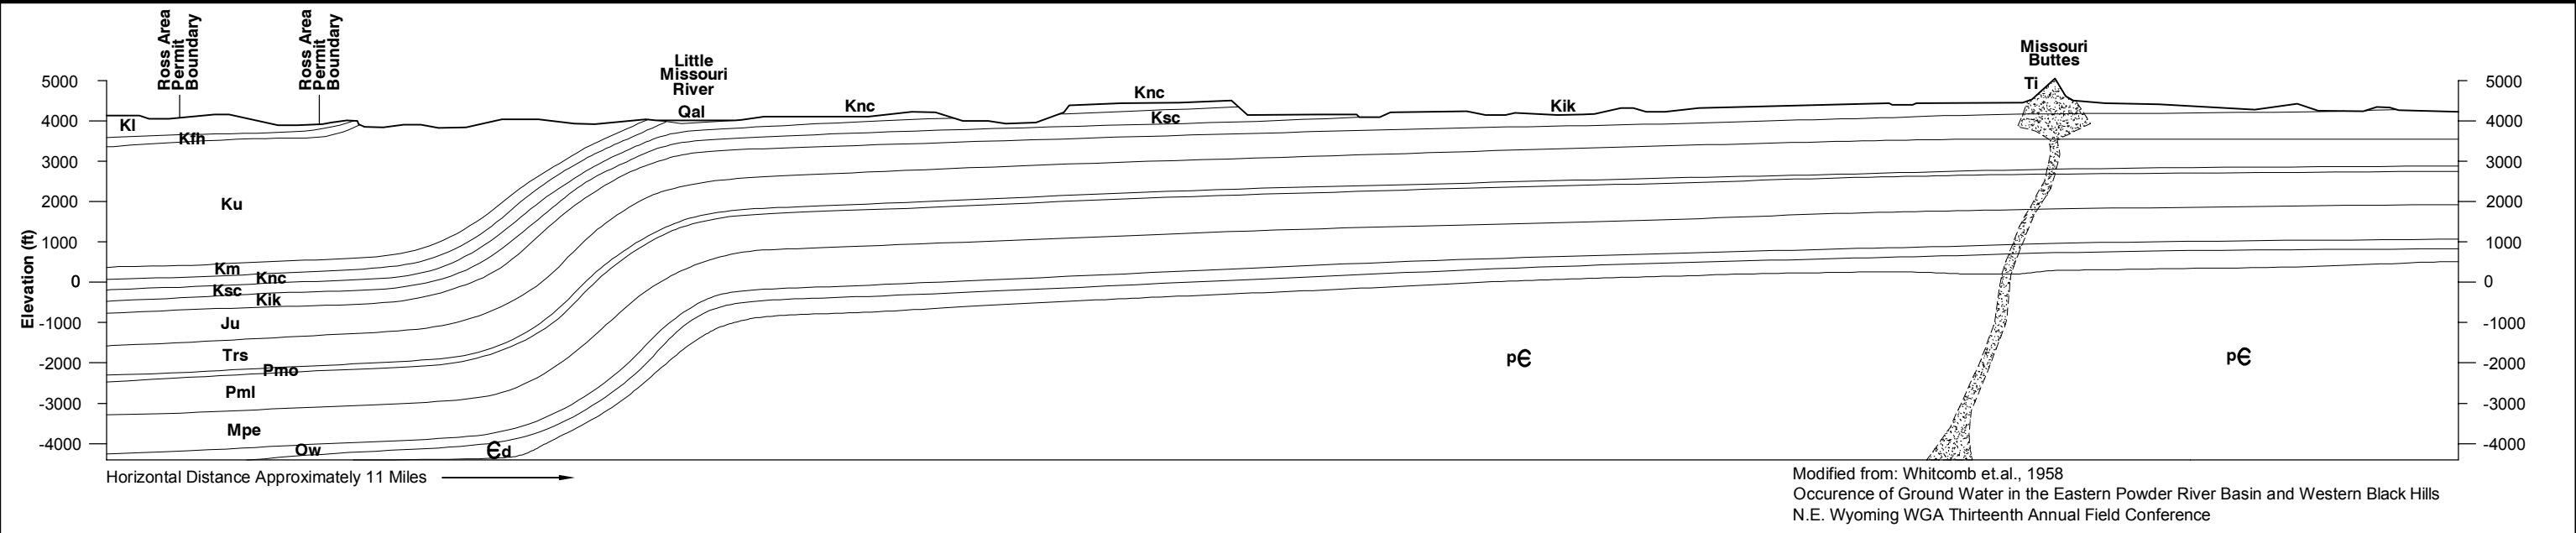 Ross Area
Permit
Boundary
Ross Area
Permit
Boundary
Little
Missouri
River
Qal
Missouri
Buttes
Ti
Knc
Knc
Ksc
Kik
5000
4000
3000
2000
1000
0
-1000
-2000
-3000
-4000
Elevation (ft)
5000
4000
3000
2000
1000
0
-1000
-2000
-3000
-4000
Kl
Kfh
Ku
Km
Knc
Ksc
Kik
Ju
Trs
Pmo
Pml
Mpe
Ow
Єd
pЄ
pЄ
Horizontal Distance Approximately 11 Miles
Modified from: Whitcomb et.al., 1958
Occurence of Ground Water in the Eastern Powder River Basin and Western Black Hills
N.E. Wyoming WGA Thirteenth Annual Field Conference